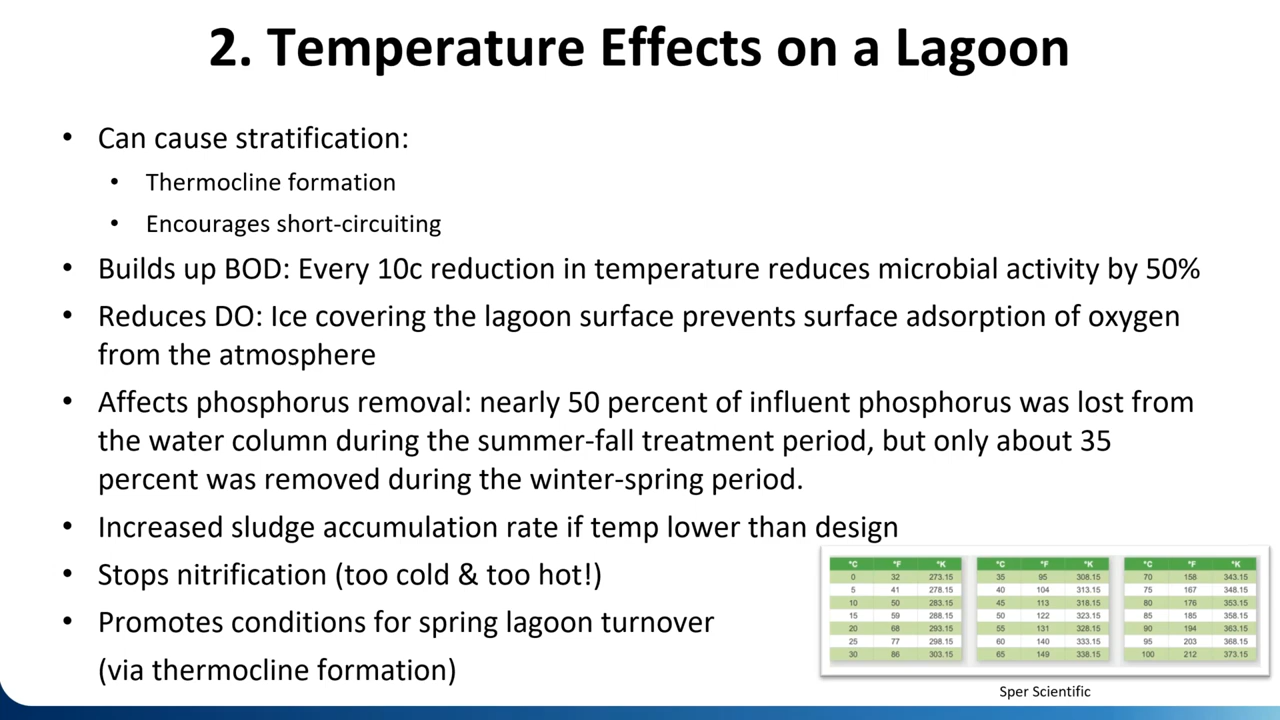 2. Temperature Effects on a Lagoon
• Can cause stratification:
• Thermocline formation
• Encourages short-circuiting
• Builds up BOD: Every 10c reduction in temperature reduces microbial activity by 50%
• Reduces DO: Ice covering the lagoon surface prevents surface adsorption of oxygen
from the atmosphere
• Affects phosphorus removal: nearly 50 percent of influent phosphorus was lost from
the water column during the summer-fall treatment period, but only about 35
percent was removed during the winter-spring period.
• Increased sludge accumulation rate if temp lower than design
• Stops nitrification (too cold & too hot!)
• Promotes conditions for spring lagoon turnover
(via thermocline formation)
°C °F °K °C °F °K °C °F °K
0 32 273.15 35 95 308.15 70 158 343.15
5 41 278.15 40 104 313.15 75 167 348.15
10 50 283.15 45 113 318.15 80 176 353.15
15 59 288.15 50 122 323.15 85 185 358.15
20 68 293.15 55 131 328.15 90 194 363.15
25 77 298.15 60 140 333.15 95 203 368.15
30 86 303.15 65 149 338.15 100 212 373.15
Sper Scientific